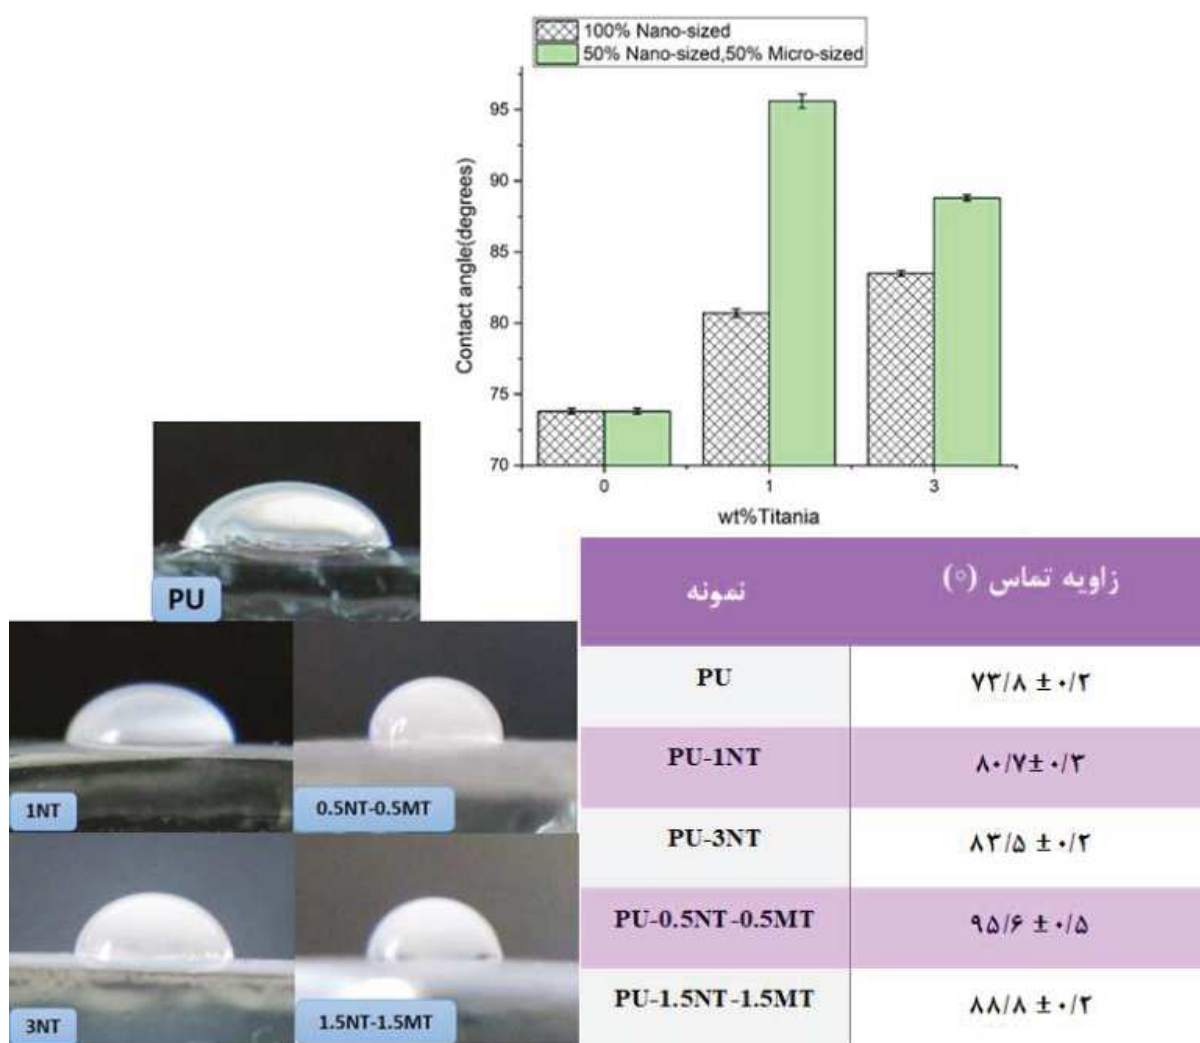 100% Nano-sized
50% Nano-sized,50% Micro-sized
Contact angle(degrees)
95
90
85
80
75
70
0 1 3
wt%Titania
PU
1NT
0.5NT-0.5MT
3NT
1.5NT-1.5MT
نمونه زاویه تماس (°)
PU ۷۳/۸ ± ۰/۲
PU-1NT ۸۰/۷± ۰/۳
PU-3NT ۸۳/۵ ± ۰/۲
PU-0.5NT-0.5MT ۹۵/۶ ± ۰/۵
PU-1.5NT-1.5MT ۸۸/۸ ± ۰/۲